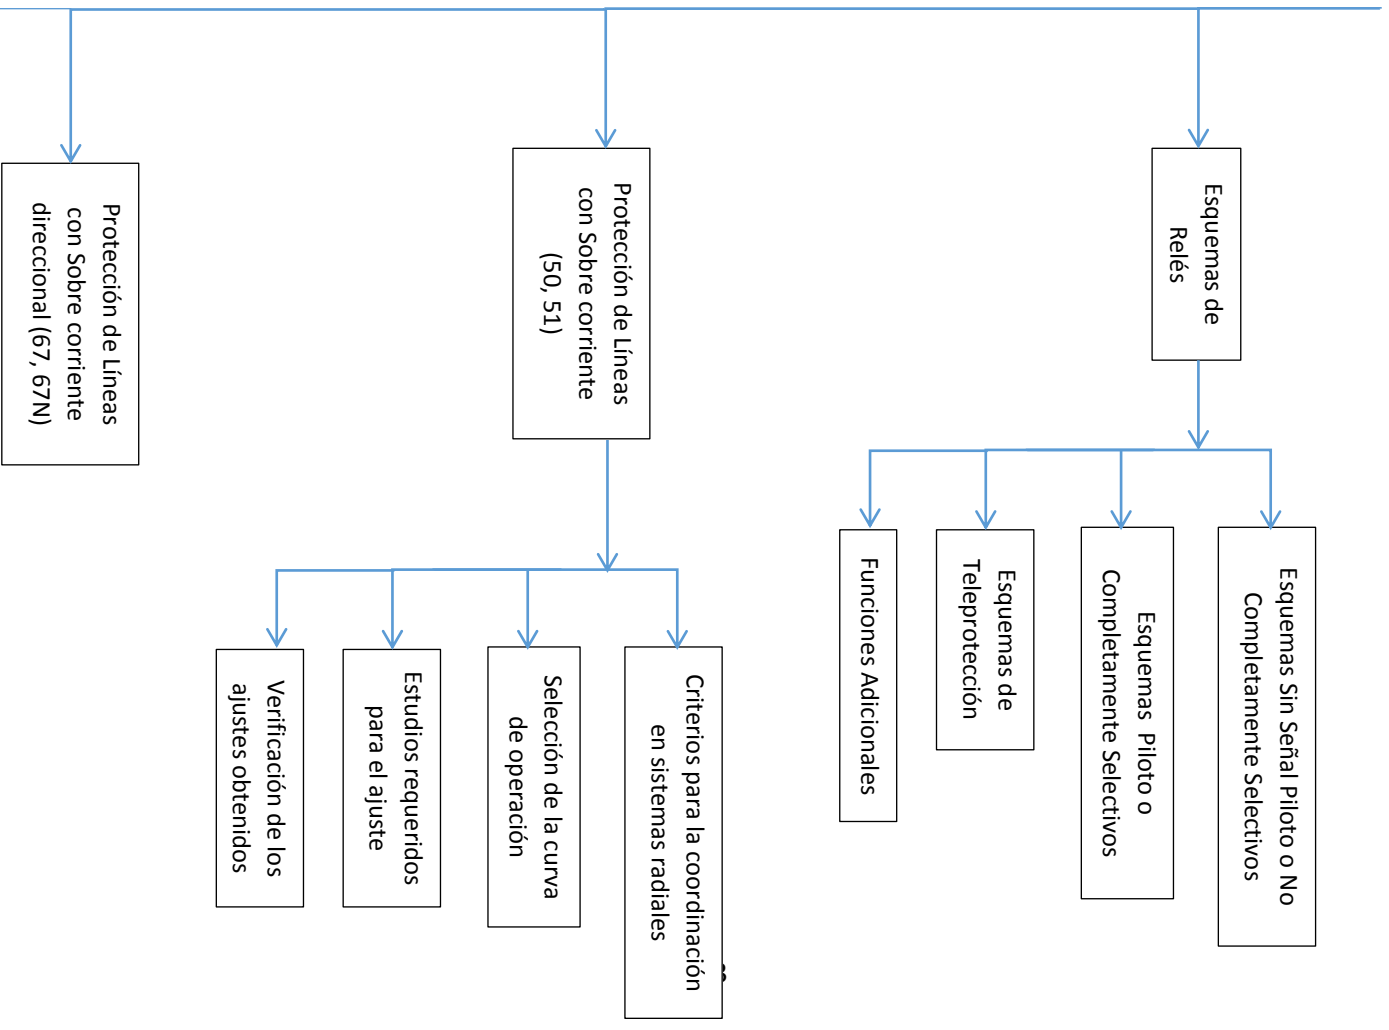 Esquemas de
Relés
Esquemas Sin Señal Piloto o No
Completamente Selectivos
Esquemas Piloto o
Completamente Selectivos
Esquemas de
Teleprotección
Funciones Adicionales
Protección de Líneas
con Sobre corriente
(50, 51)
Criterios para la coordinación
en sistemas radiales
Selección de la curva
de operación
Estudios requeridos
para el ajuste
Verificación de los
ajustes obtenidos
Protección de Líneas
con Sobre corriente
direccional (67, 67N)